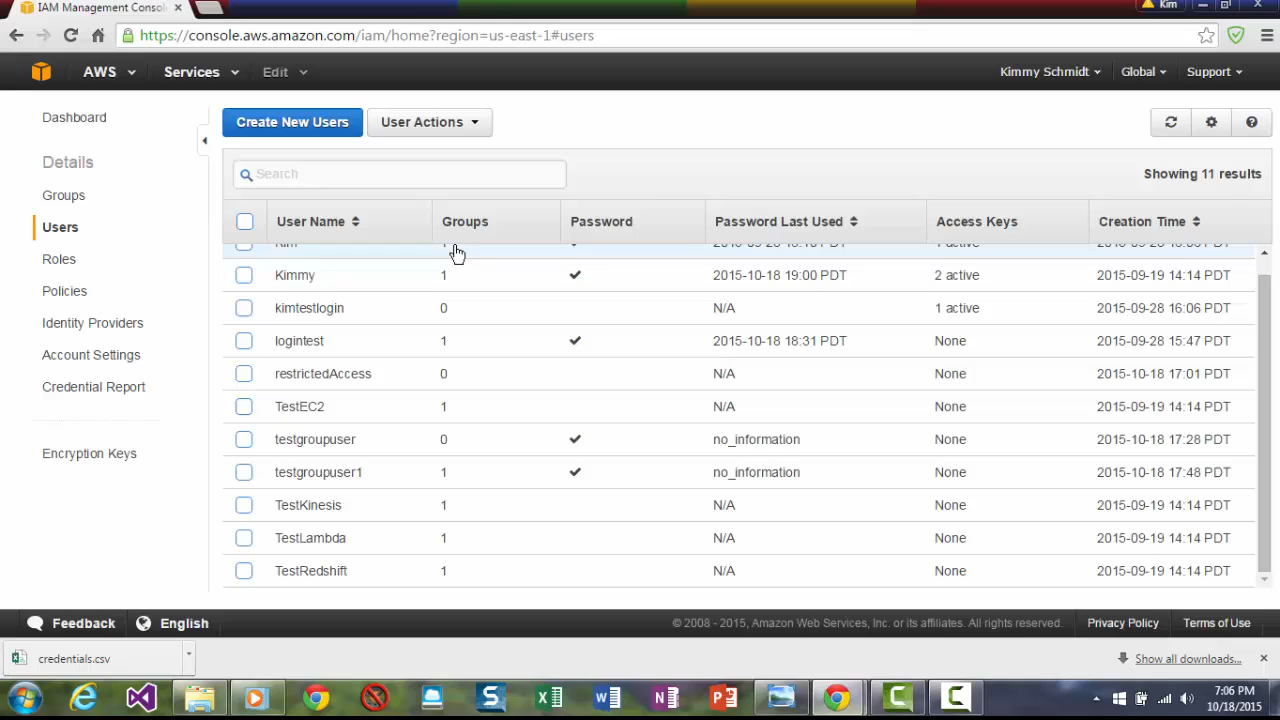 IAM Management Consol
Kim
https://console.aws.amazon.com/iam/home?region=us-east-1#users
AWS Services Edit Kimmy Schmidt Global Support
Dashboard
Details
Groups
Users
Roles
Policies
Identity Providers
Account Settings
Credential Report
Encryption Keys
Create New Users User Actions
Search Showing 11 results
User Name Groups Password Password Last Used Access Keys Creation Time
Kimmy 1 ✔ 2015-10-18 19:00 PDT 2 active 2015-09-19 14:14 PDT
kimtestlogin 0 N/A 1 active 2015-09-28 16:06 PDT
logintest 1 ✔ 2015-10-18 18:31 PDT None 2015-09-28 15:47 PDT
restrictedAccess 0 N/A None 2015-10-18 17:01 PDT
TestEC2 1 N/A None 2015-09-19 14:14 PDT
testgroupuser 0 ✔ no_information None 2015-10-18 17:28 PDT
testgroupuser1 1 ✔ no_information None 2015-10-18 17:48 PDT
TestKinesis 1 N/A None 2015-09-19 14:14 PDT
TestLambda 1 N/A None 2015-09-19 14:14 PDT
TestRedshift 1 N/A None 2015-09-19 14:14 PDT
Feedback English © 2008 - 2015, Amazon Web Services, Inc. or its affiliates. All rights reserved. Privacy Policy Terms of Use
credentials.csv Show all downloads...
7:06 PM
10/18/2015